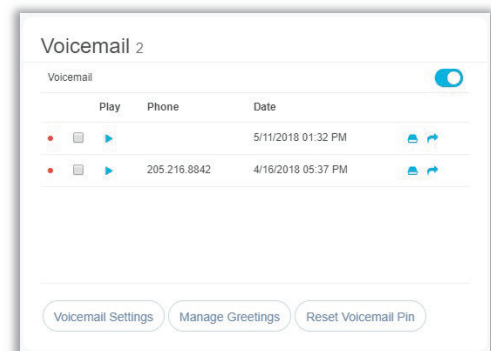 Voicemail 2
Voicemail
Play Phone Date
5/11/2018 01:32 PM
205.216.8842 4/16/2018 05:37 PM
Voicemail Settings Manage Greetings Reset Voicemail Pin